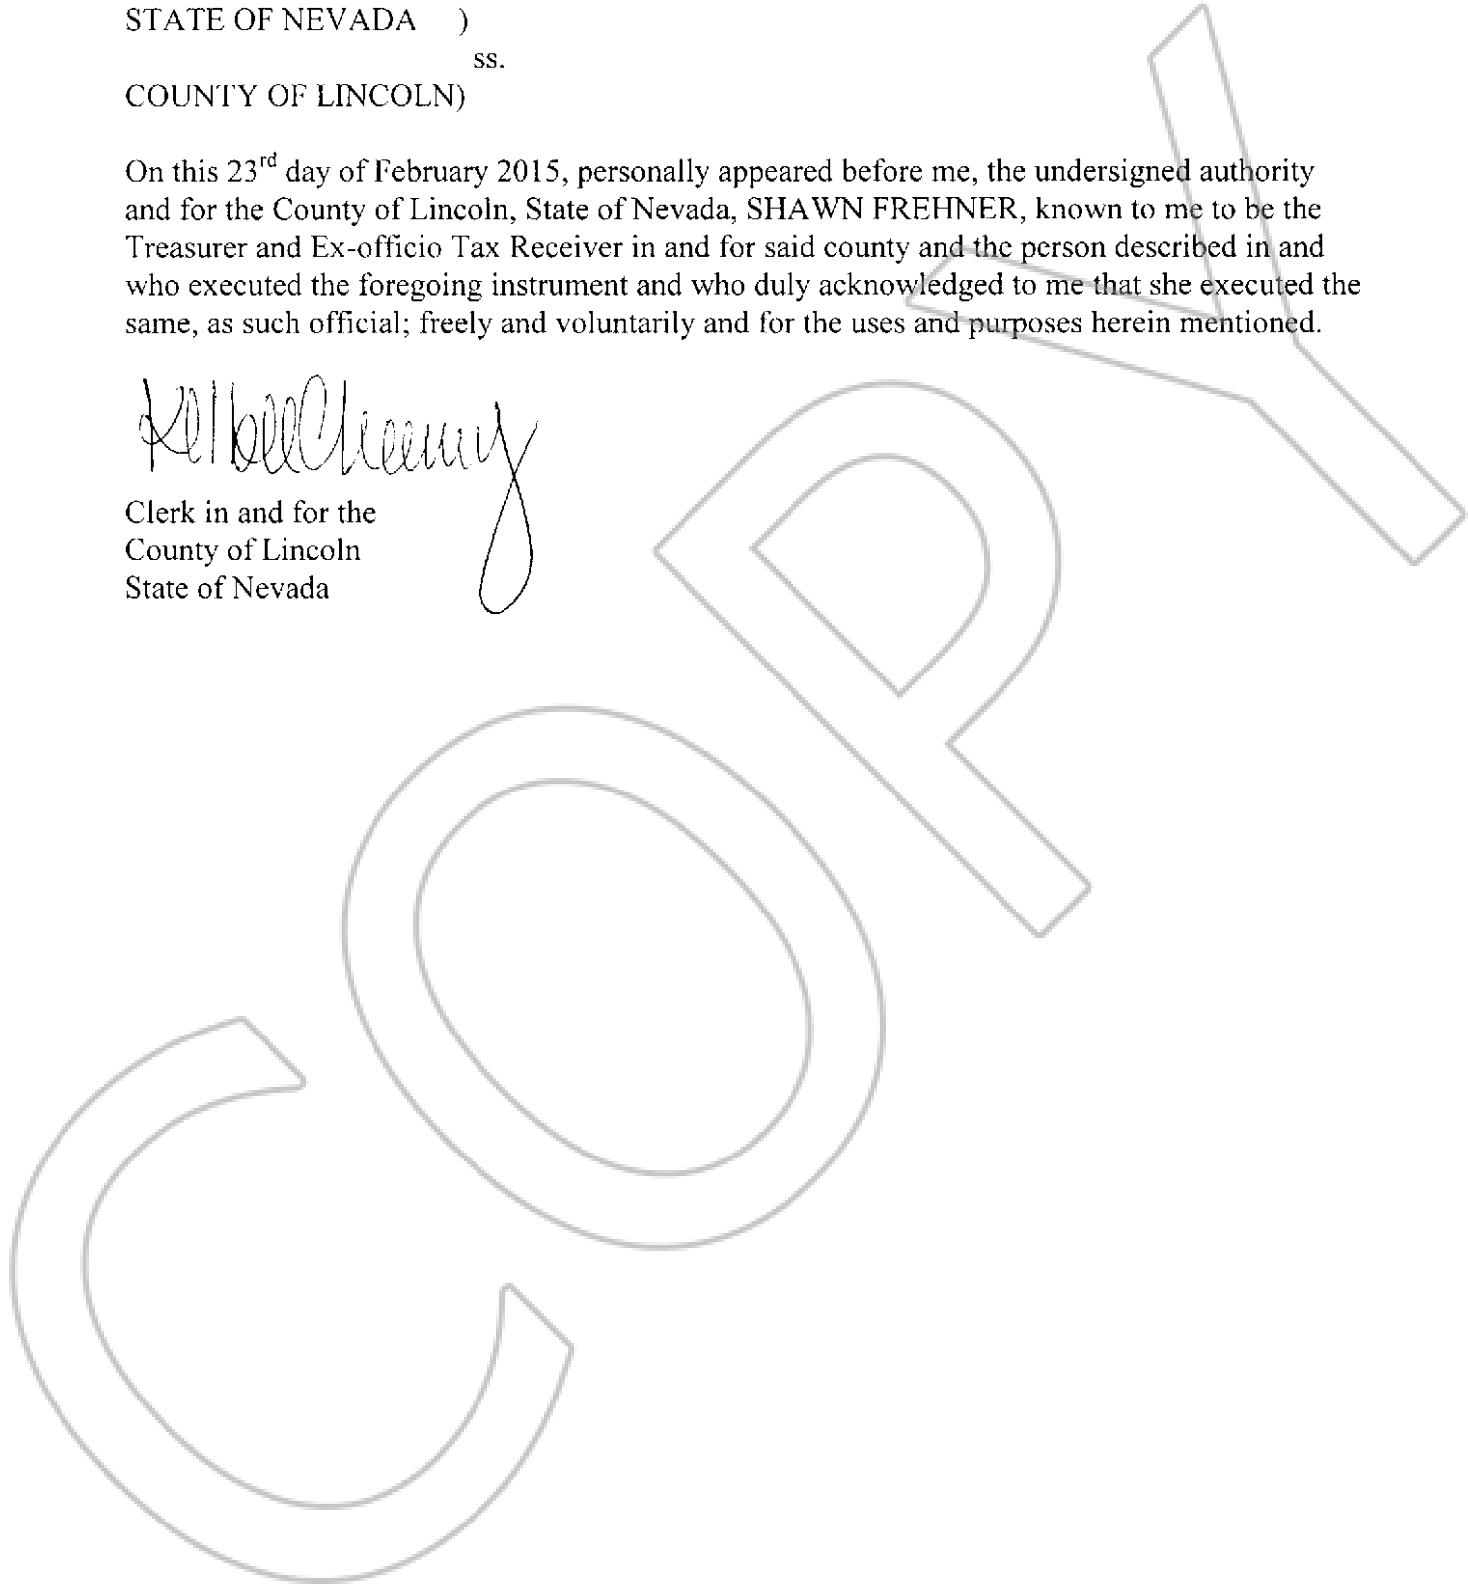 STATE OF NEVADA )
ss.
COUNTY OF LINCOLN)
On this 23rd day of February 2015, personally appeared before me, the undersigned authority
and for the County of Lincoln, State of Nevada, SHAWN FREHNER, known to me to be the
Treasurer and Ex-officio Tax Receiver in and for said county and the person described in and
who executed the foregoing instrument and who duly acknowledged to me that she executed the
same, as such official; freely and voluntarily and for the uses and purposes herein mentioned.
Clerk in and for the
County of Lincoln
State of Nevada
COPY